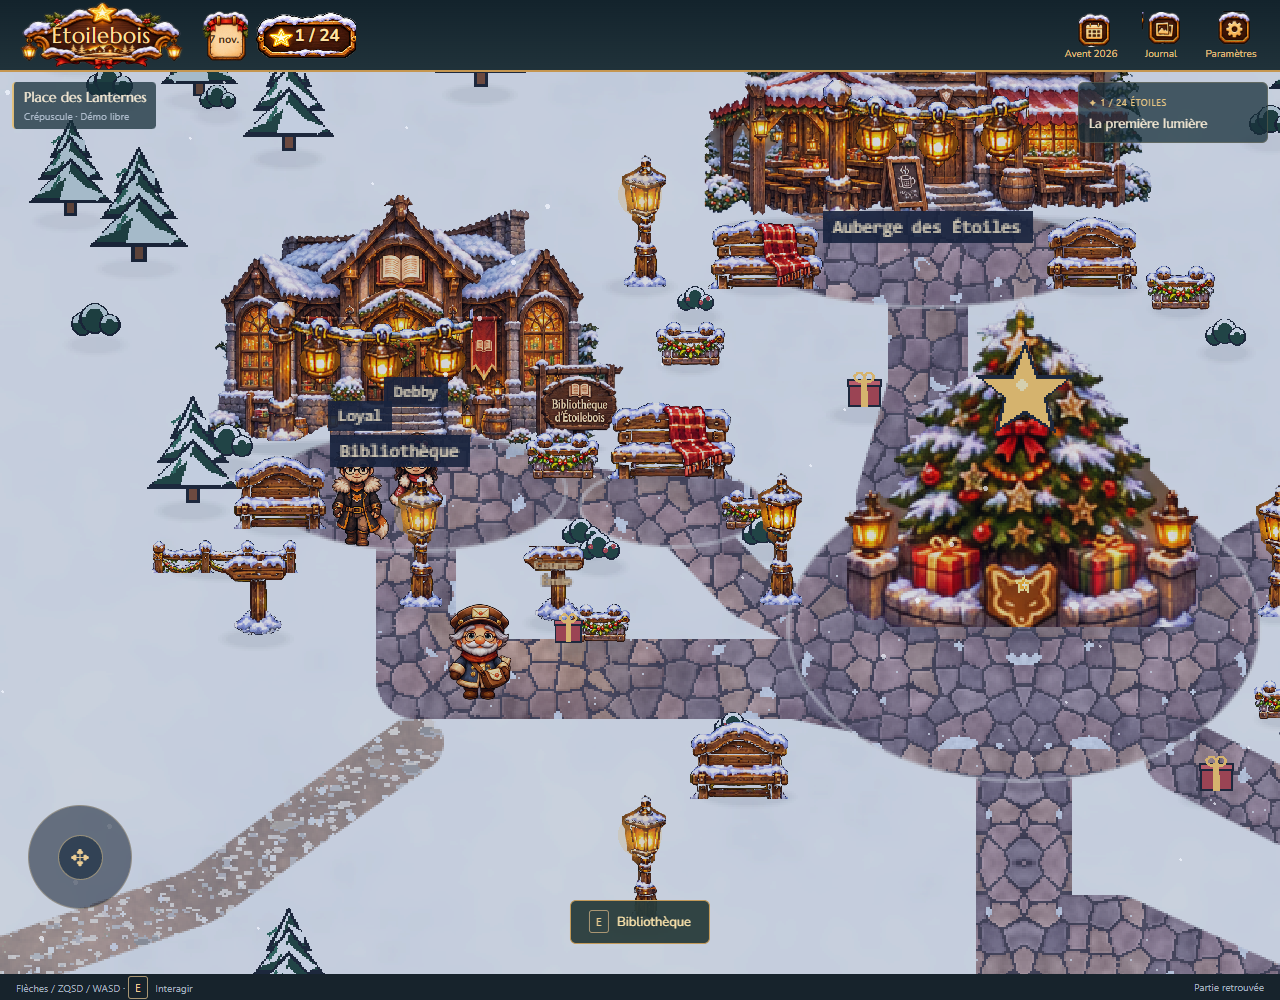 Étoilebois
7 nov.
1 / 24
Avent 2026
Journal
Paramètres
Place des Lanternes
Crépuscule · Démo libre
✦ 1 / 24 ÉTOILES
La première lumière
Auberge des Étoiles
Debby
Loyal
Bibliothèque
d'Étoilebois
Bibliothèque
E Bibliothèque
Flèches / ZQSD / WASD · E Interagir
Partie retrouvée